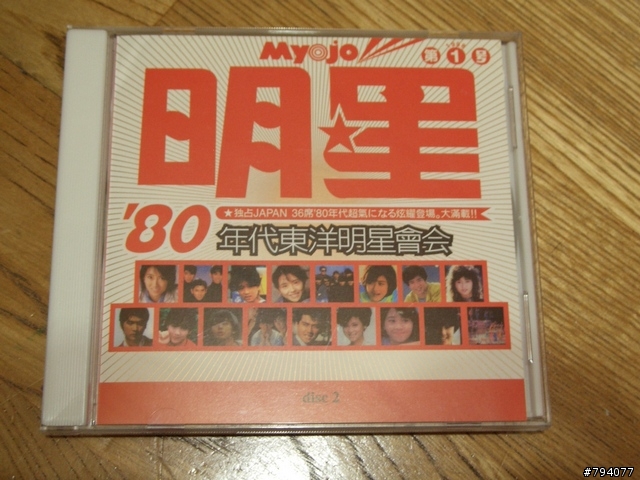 Myojo
第1号
明星
★独占JAPAN 36席'80年代超氣になる炫耀登場。大満載!!
'80
年代東洋明星會会
disc 2
#794077